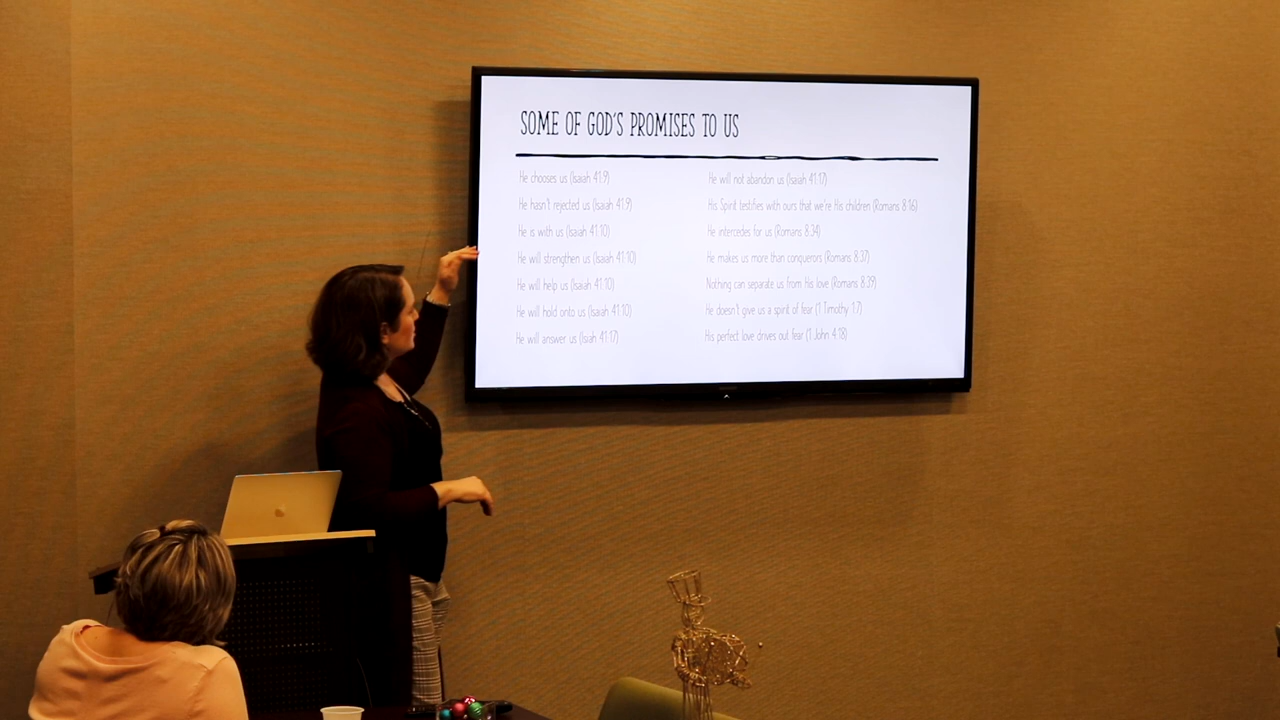 SOME OF GOD'S PROMISES TO US
He chooses us (Isaiah 41:9)
He hasn't rejected us (Isaiah 41:9)
He is with us (Isaiah 41:10)
He will strengthen us (Isaiah 41:10)
He will help us (Isaiah 41:10)
He will hold onto us (Isaiah 41:10)
He will answer us (Isiah 41:17)
He will not abandon us (Isaiah 41:17)
His Spirit testifies with ours that we're His children (Romans 8:16)
He intercedes for us (Romans 8:34)
He makes us more than conquerors (Romans 8:37)
Nothing can separate us from His love (Romans 8:39)
He doesn't give us a spirit of fear (1 Timothy 1:7)
His perfect love drives out fear (1 John 4:18)